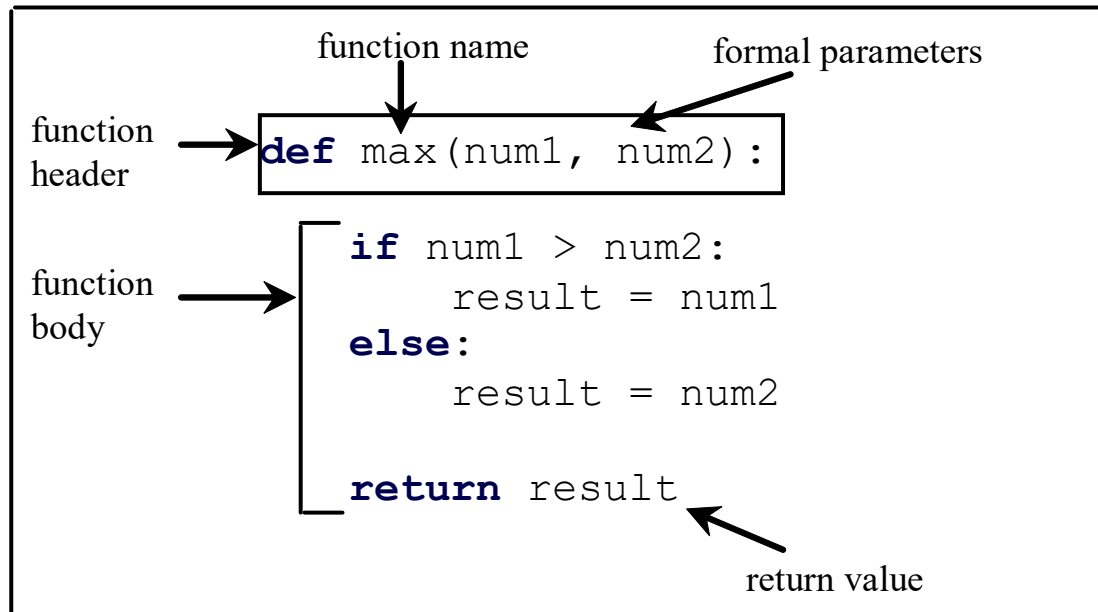 function name
formal parameters
function
header
def max(num1, num2):
if num1 > num2:
result = num1
else:
result = num2
return result
function
body
return value